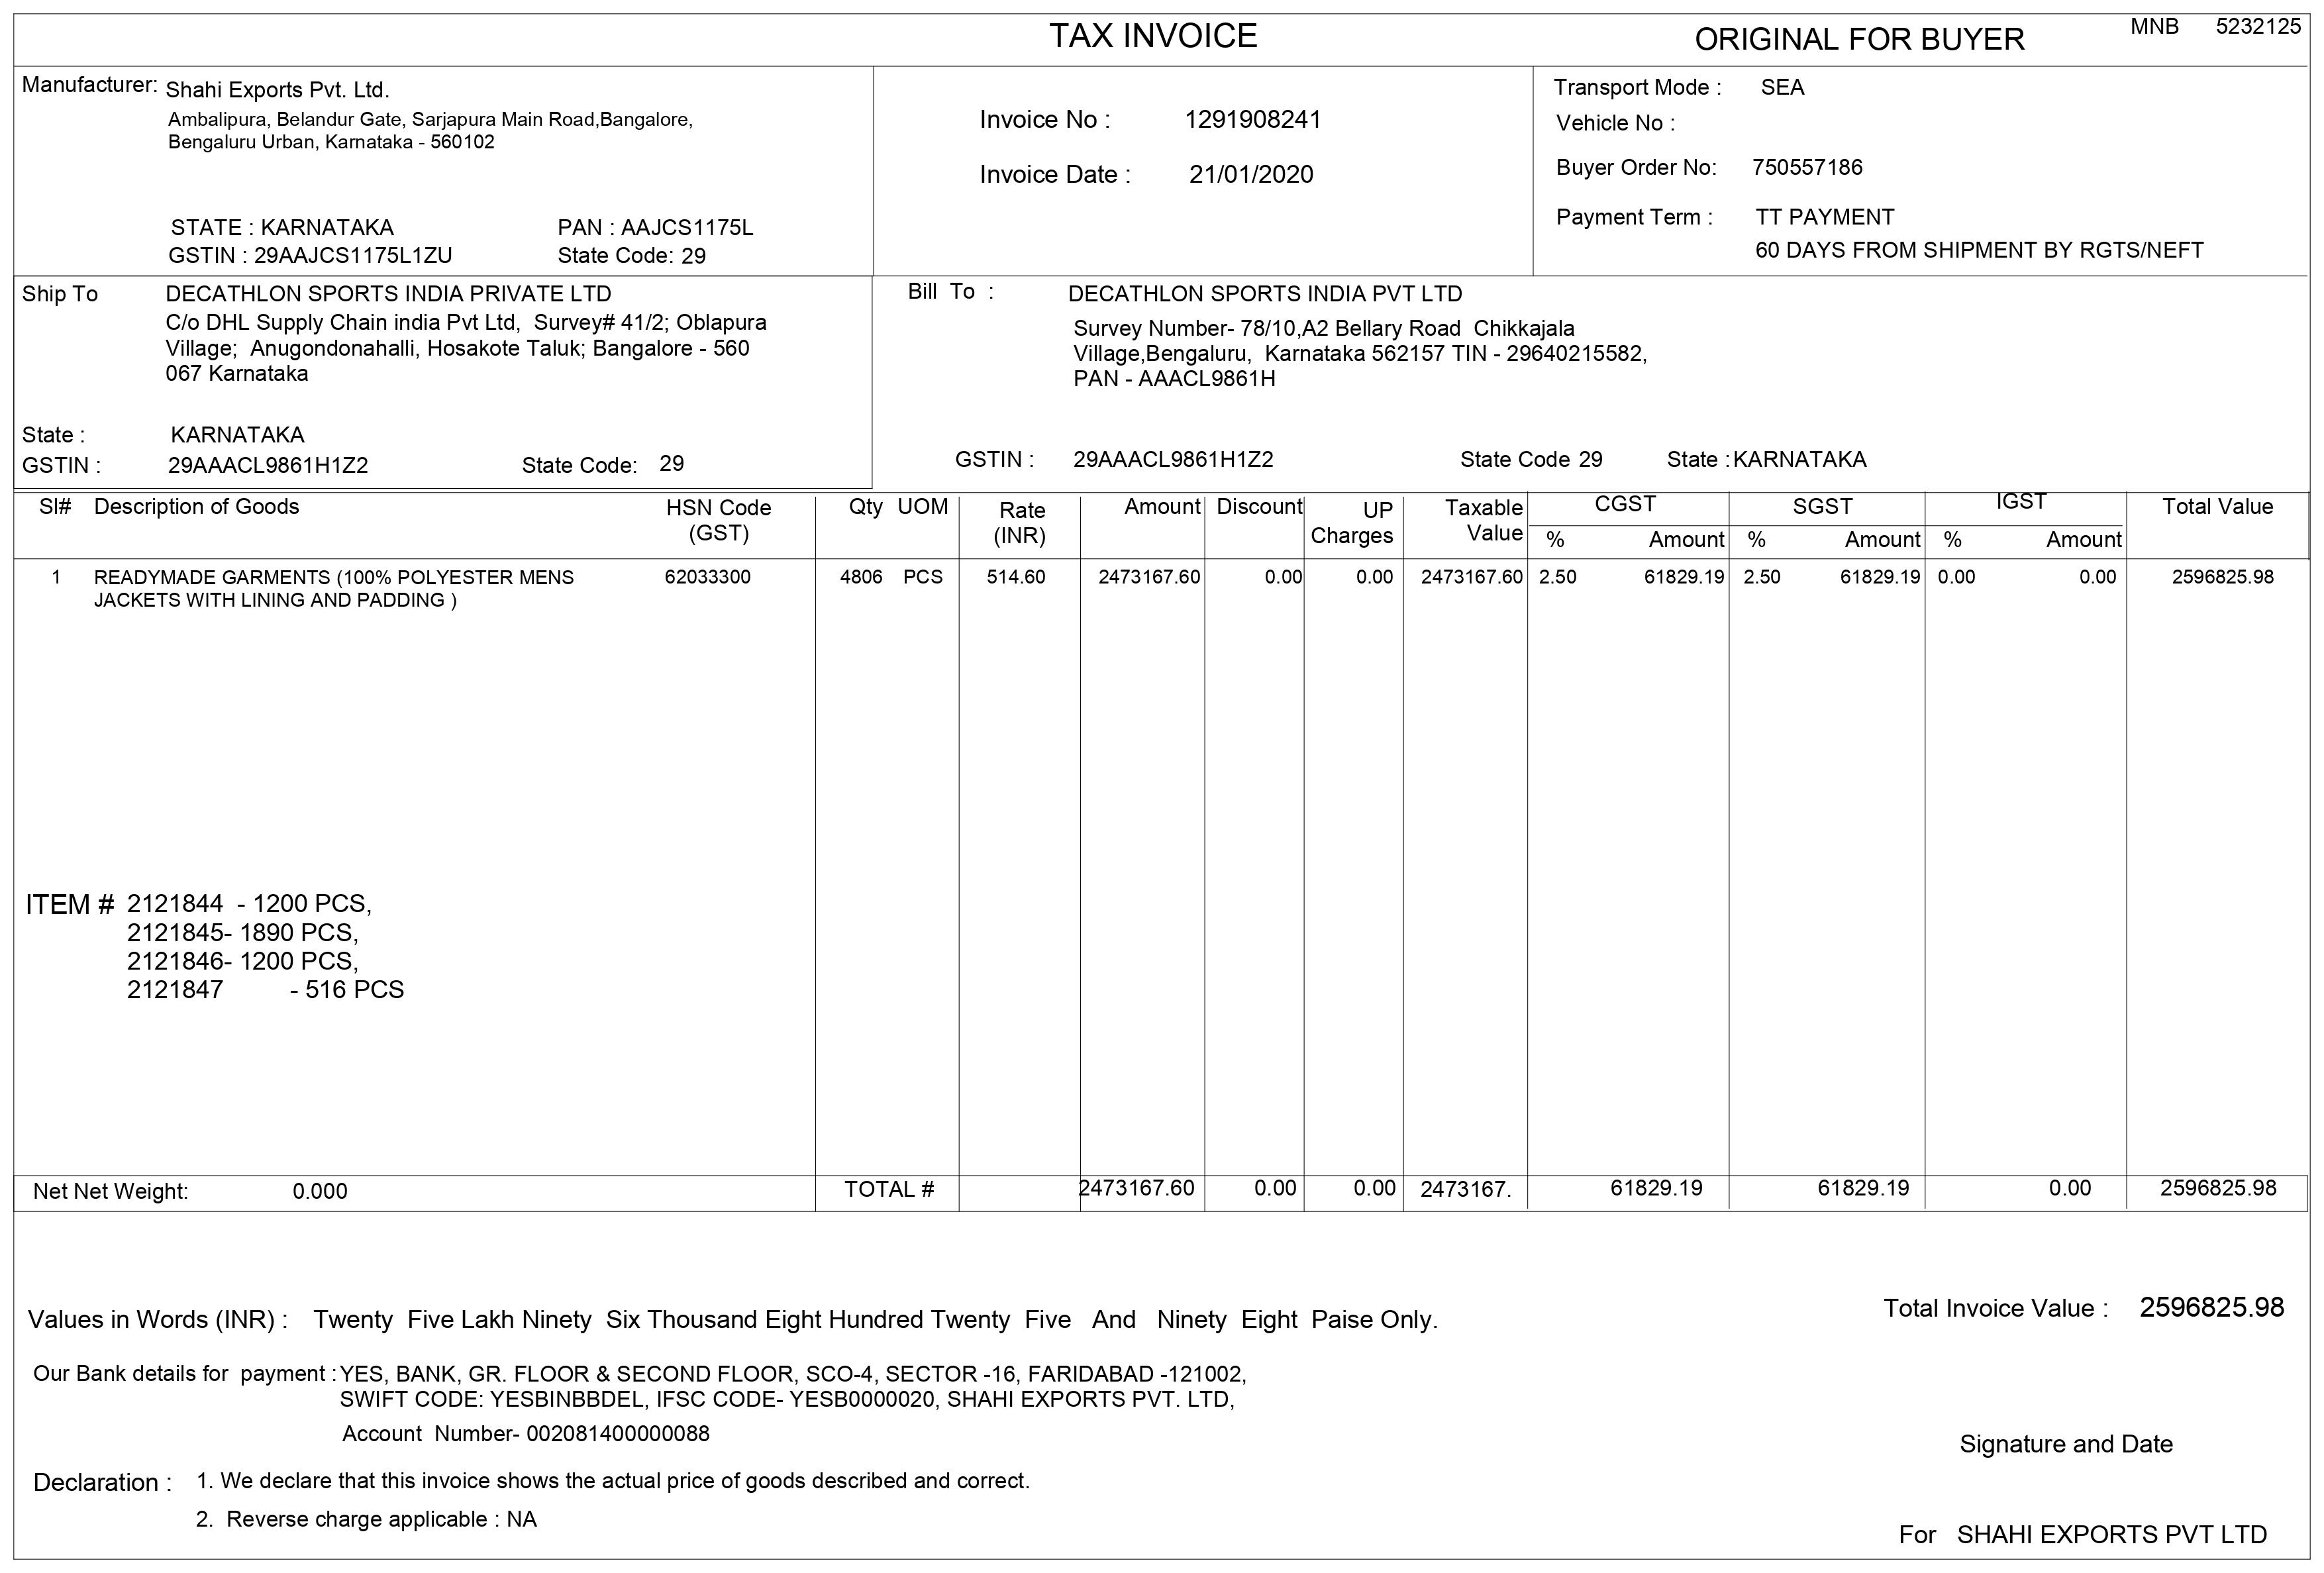 TAX INVOICE
ORIGINAL FOR BUYER
MNB 5232125
Manufacturer: Shahi Exports Pvt. Ltd.
Ambalipura, Belandur Gate, Sarjapura Main Road,Bangalore,
Bengaluru Urban, Karnataka - 560102
STATE : KARNATAKA PAN : AAJCS1175L
GSTIN : 29AAJCS1175L1ZU State Code: 29
Invoice No : 1291908241
Invoice Date : 21/01/2020
Transport Mode : SEA
Vehicle No :
Buyer Order No: 750557186
Payment Term : TT PAYMENT
60 DAYS FROM SHIPMENT BY RGTS/NEFT
Ship To DECATHLON SPORTS INDIA PRIVATE LTD
C/o DHL Supply Chain india Pvt Ltd, Survey# 41/2; Oblapura
Village; Anugondonahalli, Hosakote Taluk; Bangalore - 560
067 Karnataka
State : KARNATAKA
GSTIN : 29AAACL9861H1Z2 State Code: 29
Bill To : DECATHLON SPORTS INDIA PVT LTD
Survey Number- 78/10,A2 Bellary Road Chikkajala
Village,Bengaluru, Karnataka 562157 TIN - 29640215582,
PAN - AAACL9861H
GSTIN : 29AAACL9861H1Z2 State Code 29 State : KARNATAKA
Sl# Description of Goods HSN Code Qty UOM Rate Amount Discount UP Taxable CGST SGST IGST Total Value
(GST) (INR) Charges Value % Amount % Amount % Amount
1 READYMADE GARMENTS (100% POLYESTER MENS 62033300 4806 PCS 514.60 2473167.60 0.00 0.00 2473167.60 2.50 61829.19 2.50 61829.19 0.00 0.00 2596825.98
JACKETS WITH LINING AND PADDING )
ITEM # 2121844 - 1200 PCS,
2121845- 1890 PCS,
2121846- 1200 PCS,
2121847 - 516 PCS
Net Net Weight: 0.000 TOTAL # 2473167.60 0.00 0.00 2473167. 61829.19 61829.19 0.00 2596825.98
Total Invoice Value : 2596825.98
Values in Words (INR) : Twenty Five Lakh Ninety Six Thousand Eight Hundred Twenty Five And Ninety Eight Paise Only.
Our Bank details for payment : YES, BANK, GR. FLOOR & SECOND FLOOR, SCO-4, SECTOR -16, FARIDABAD -121002,
SWIFT CODE: YESBINBBDEL, IFSC CODE- YESB0000020, SHAHI EXPORTS PVT. LTD,
Account Number- 002081400000088
Signature and Date
Declaration : 1. We declare that this invoice shows the actual price of goods described and correct.
2. Reverse charge applicable : NA
For SHAHI EXPORTS PVT LTD